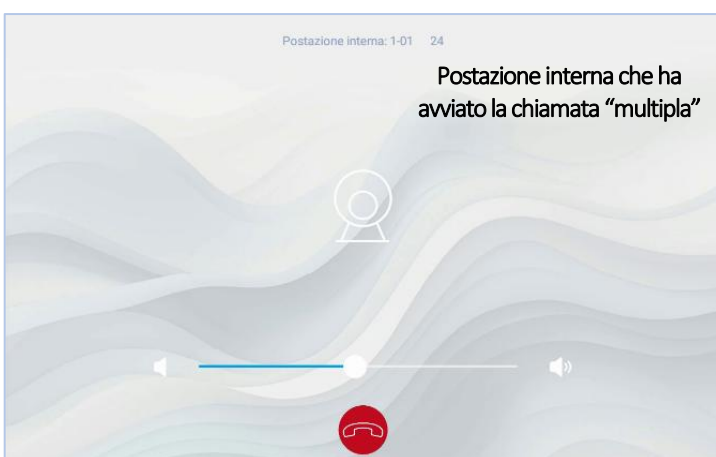 Postazione interna: 1-01 24
Postazione interna che ha
avviato la chiamata “multipla”